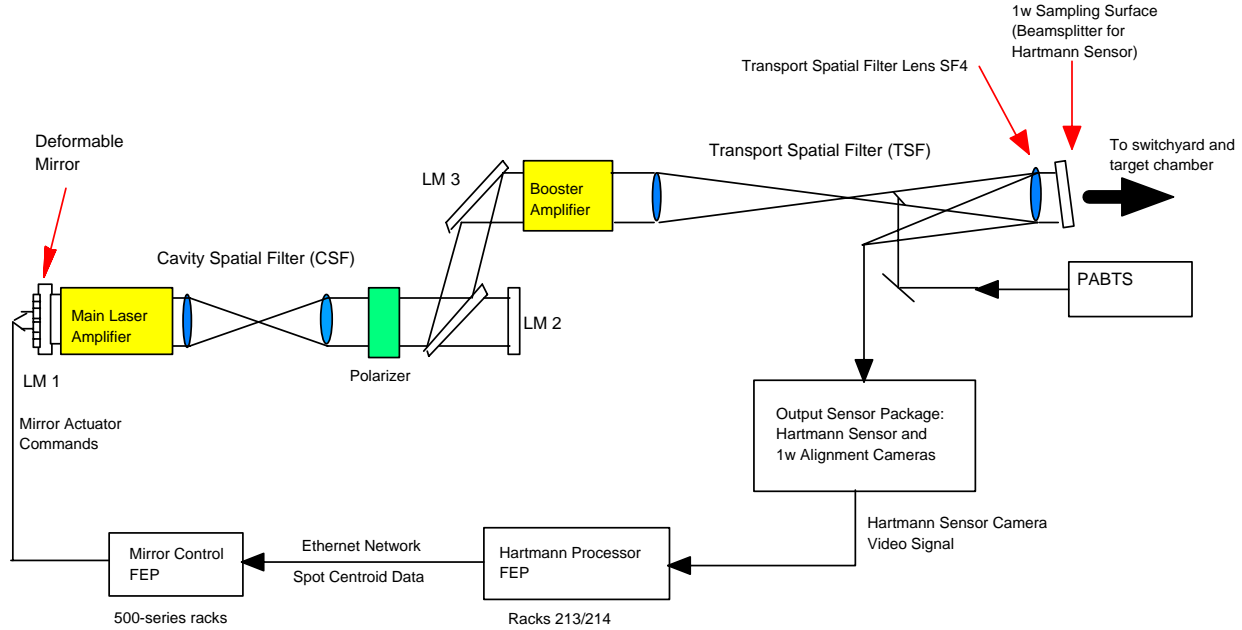 1w Sampling Surface
(Beamsplitter for
Hartmann Sensor)
Transport Spatial Filter Lens SF4
Deformable
Mirror
To switchyard and
target chamber
Transport Spatial Filter (TSF)
LM 3
Booster
Amplifier
Cavity Spatial Filter (CSF)
PABTS
Main Laser
Amplifier
LM 2
LM 1
Polarizer
Mirror Actuator
Commands
Output Sensor Package:
Hartmann Sensor and
1w Alignment Cameras
Hartmann Sensor Camera
Video Signal
Mirror Control
FEP
Ethernet Network
Spot Centroid Data
Hartmann Processor
FEP
500-series racks
Racks 213/214